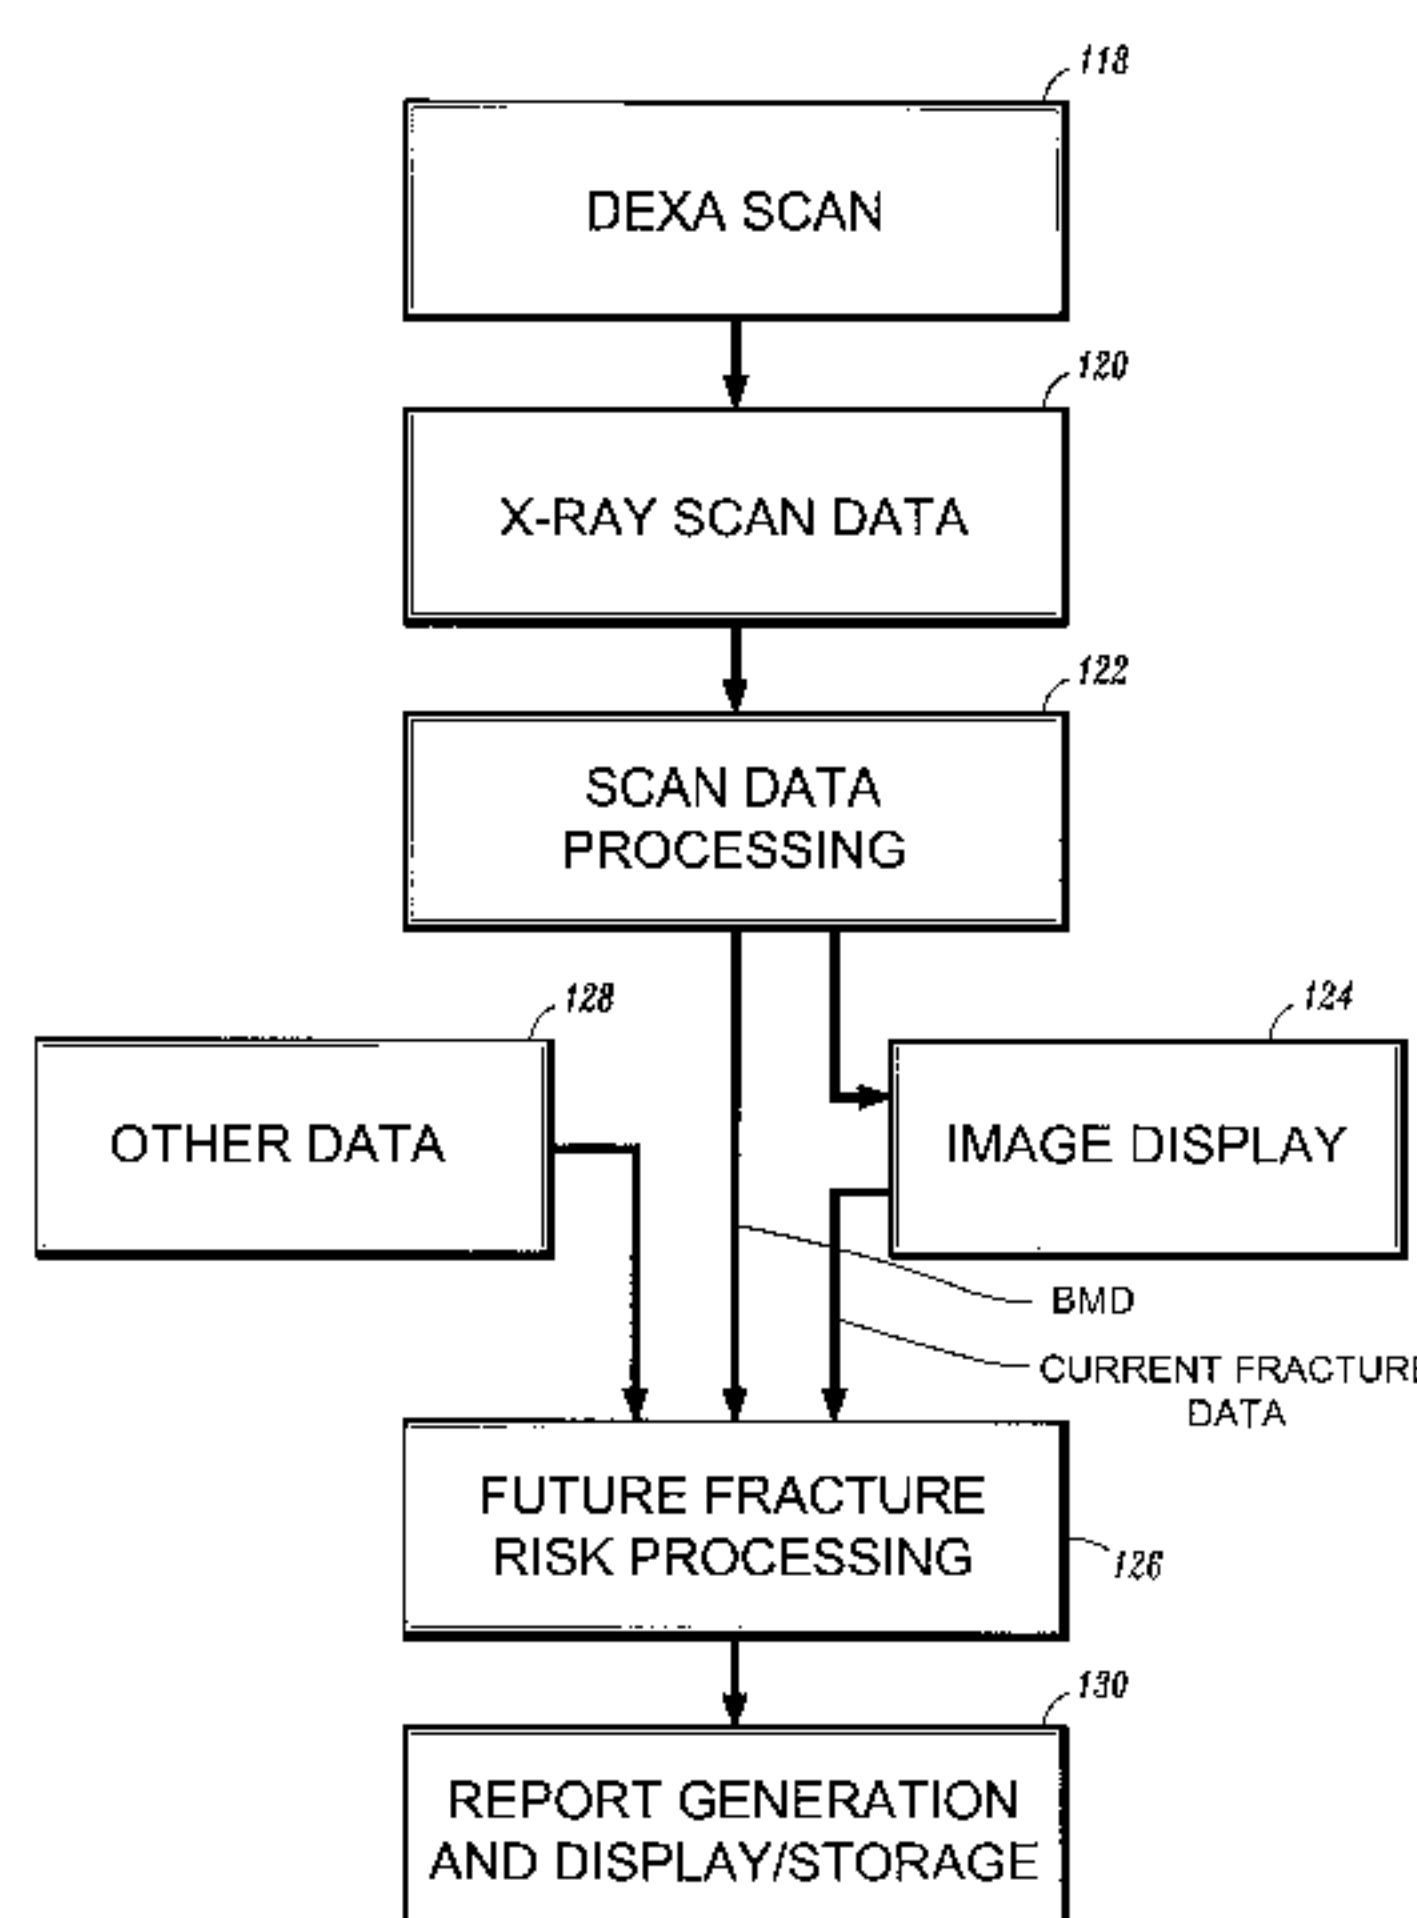 118
DEXA SCAN
120
X-RAY SCAN DATA
122
SCAN DATA
PROCESSING
128
124
OTHER DATA
IMAGE DISPLAY
BMD
CURRENT FRACTURE
DATA
FUTURE FRACTURE
RISK PROCESSING
126
130
REPORT GENERATION
AND DISPLAY/STORAGE